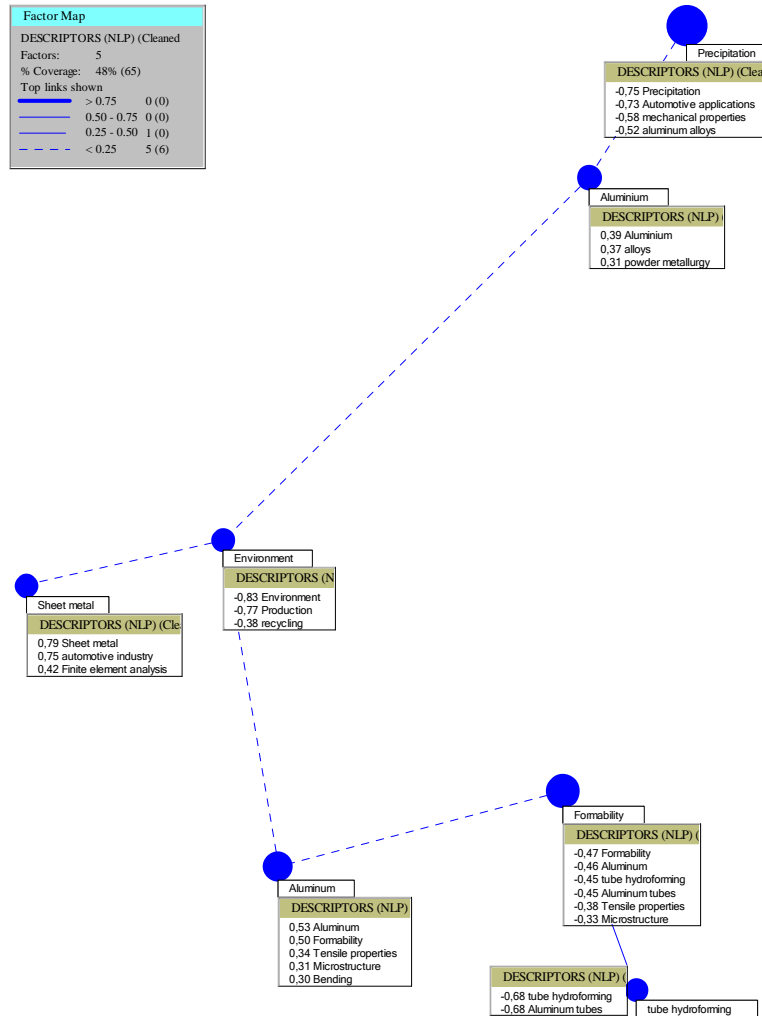 Factor Map
DESCRIPTORS (NLP) (Cleaned
Factors: 5
% Coverage: 48% (65)
Top links shown
> 0.75 0 (0)
0.50 - 0.75 0 (0)
0.25 - 0.50 1 (0)
< 0.25 5 (6)
Precipitation
DESCRIPTORS (NLP) (Clea
-0,75 Precipitation
-0,73 Automotive applications
-0,58 mechanical properties
-0,52 aluminum alloys
Aluminium
DESCRIPTORS (NLP) (
0,39 Aluminium
0,37 alloys
0,31 powder metallurgy
Environment
DESCRIPTORS (N
-0,83 Environment
-0,77 Production
-0,38 recycling
Sheet metal
DESCRIPTORS (NLP) (Cle
0,79 Sheet metal
0,75 automotive industry
0,42 Finite element analysis
Formability
DESCRIPTORS (NLP) (
-0,47 Formability
-0,46 Aluminum
-0,45 tube hydroforming
-0,45 Aluminum tubes
-0,38 Tensile properties
-0,33 Microstructure
Aluminum
DESCRIPTORS (NLP)
0,53 Aluminum
0,50 Formability
0,34 Tensile properties
0,31 Microstructure
0,30 Bending
DESCRIPTORS (NLP) (
-0,68 tube hydroforming
-0,68 Aluminum tubes
tube hydroforming